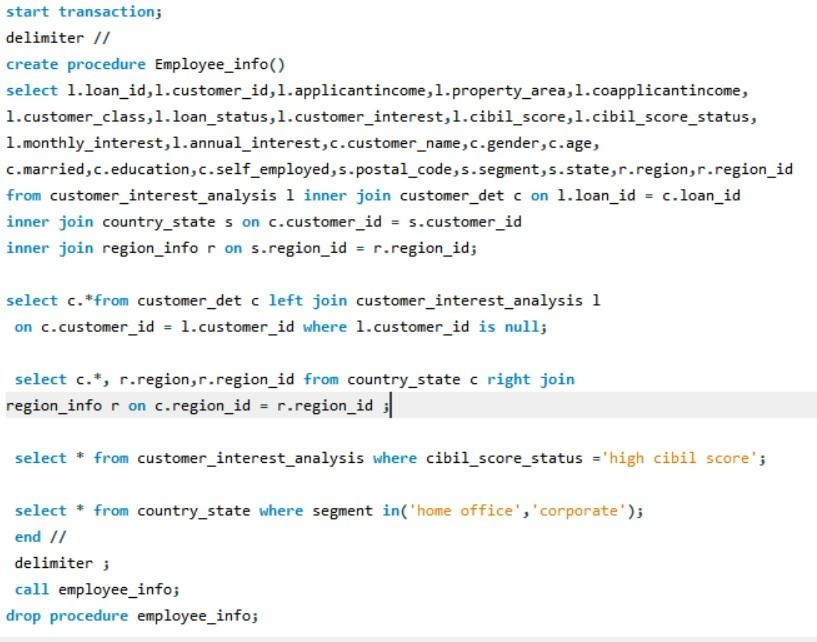 start transaction;
delimiter //
create procedure Employee_info()
select l.loan_id,l.customer_id,l.applicantincome,l.property_area,l.coapplicantincome,
l.customer_class,l.loan_status,l.customer_interest,l.cibil_score,l.cibil_score_status,
l.monthly_interest,l.annual_interest,c.customer_name,c.gender,c.age,
c.married,c.education,c.self_employed,s.postal_code,s.segment,s.state,r.region,r.region_id
from customer_interest_analysis l inner join customer_det c on l.loan_id = c.loan_id
inner join country_state s on c.customer_id = s.customer_id
inner join region_info r on s.region_id = r.region_id;
select c.*from customer_det c left join customer_interest_analysis l
on c.customer_id = l.customer_id where l.customer_id is null;
select c.*, r.region,r.region_id from country_state c right join
region_info r on c.region_id = r.region_id ;
select * from customer_interest_analysis where cibil_score_status ='high cibil score';
select * from country_state where segment in('home office','corporate');
end //
delimiter ;
call employee_info;
drop procedure employee_info;